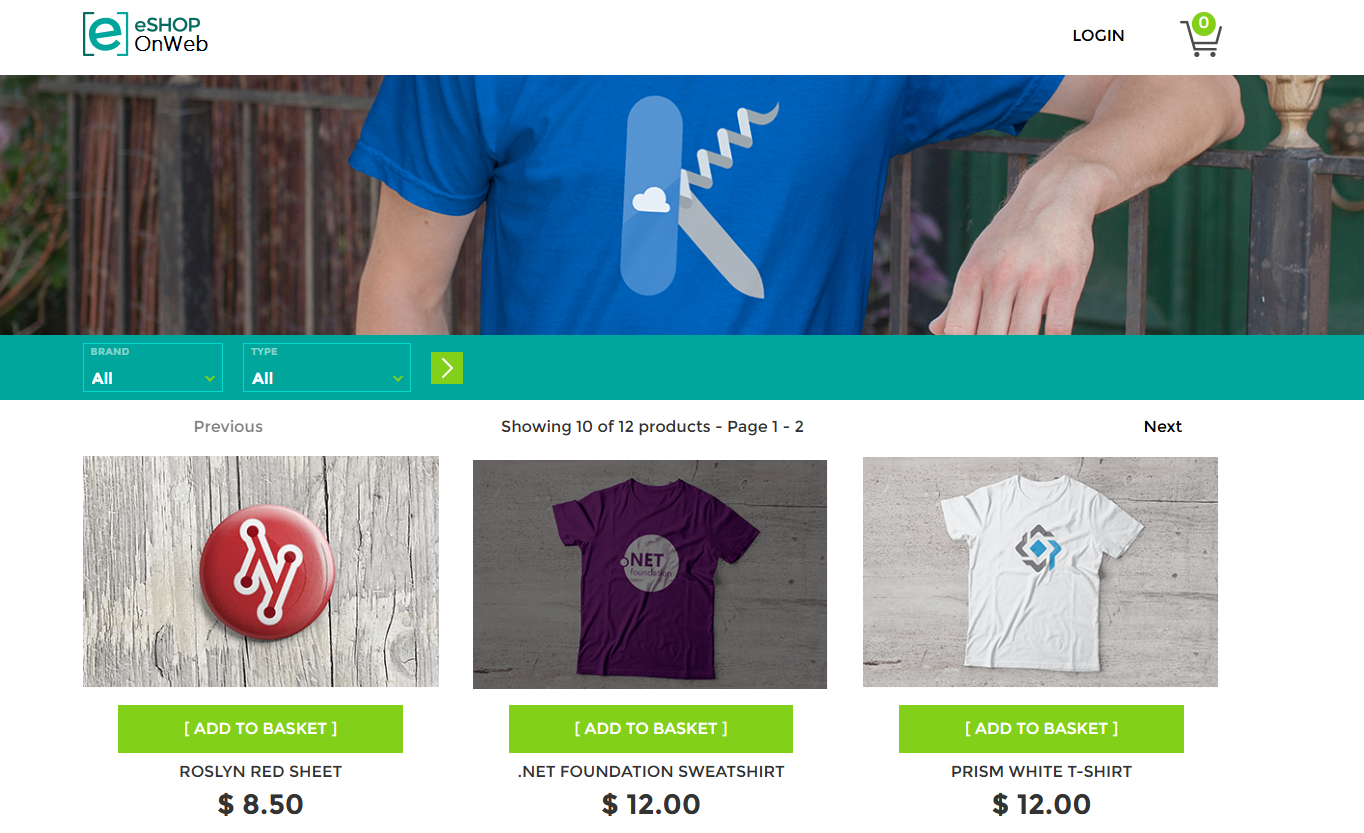 eSHOP
OnWeb
LOGIN
0
BRAND
All
TYPE
All
Previous
Showing 10 of 12 products - Page 1 - 2
Next
.NET
foundation
[ ADD TO BASKET ]
[ ADD TO BASKET ]
[ ADD TO BASKET ]
ROSLYN RED SHEET
.NET FOUNDATION SWEATSHIRT
PRISM WHITE T-SHIRT
$ 8.50
$ 12.00
$ 12.00